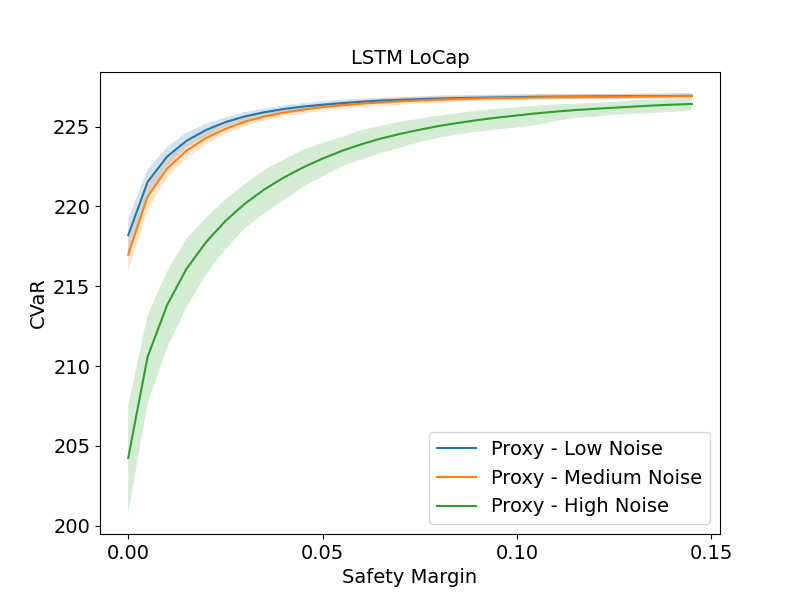 LSTM LoCap
CVaR
225
220
215
210
205
200
0.00
0.05
0.10
0.15
Safety Margin
Proxy - Low Noise
Proxy - Medium Noise
Proxy - High Noise